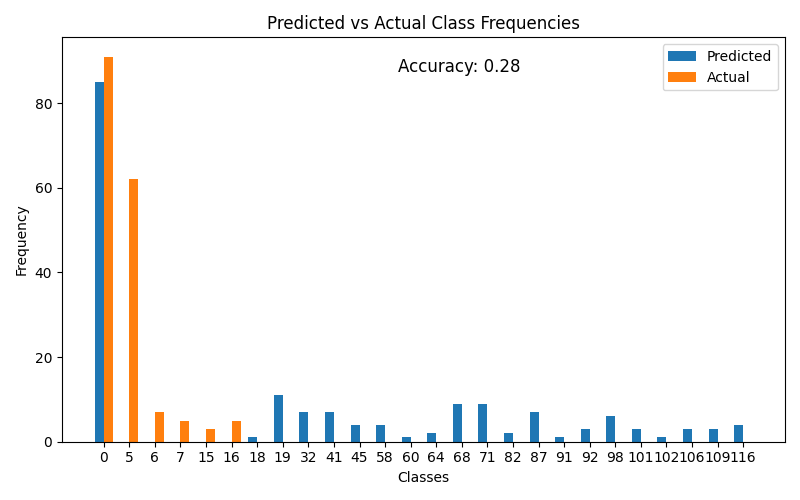 Predicted vs Actual Class Frequencies
Accuracy: 0.28
Predicted
Actual
Frequency
80
60
40
20
0
0 5 6 7 15 16 18 19 32 41 45 58 60 64 68 71 82 87 91 92 98 101 102 106 109 116
Classes